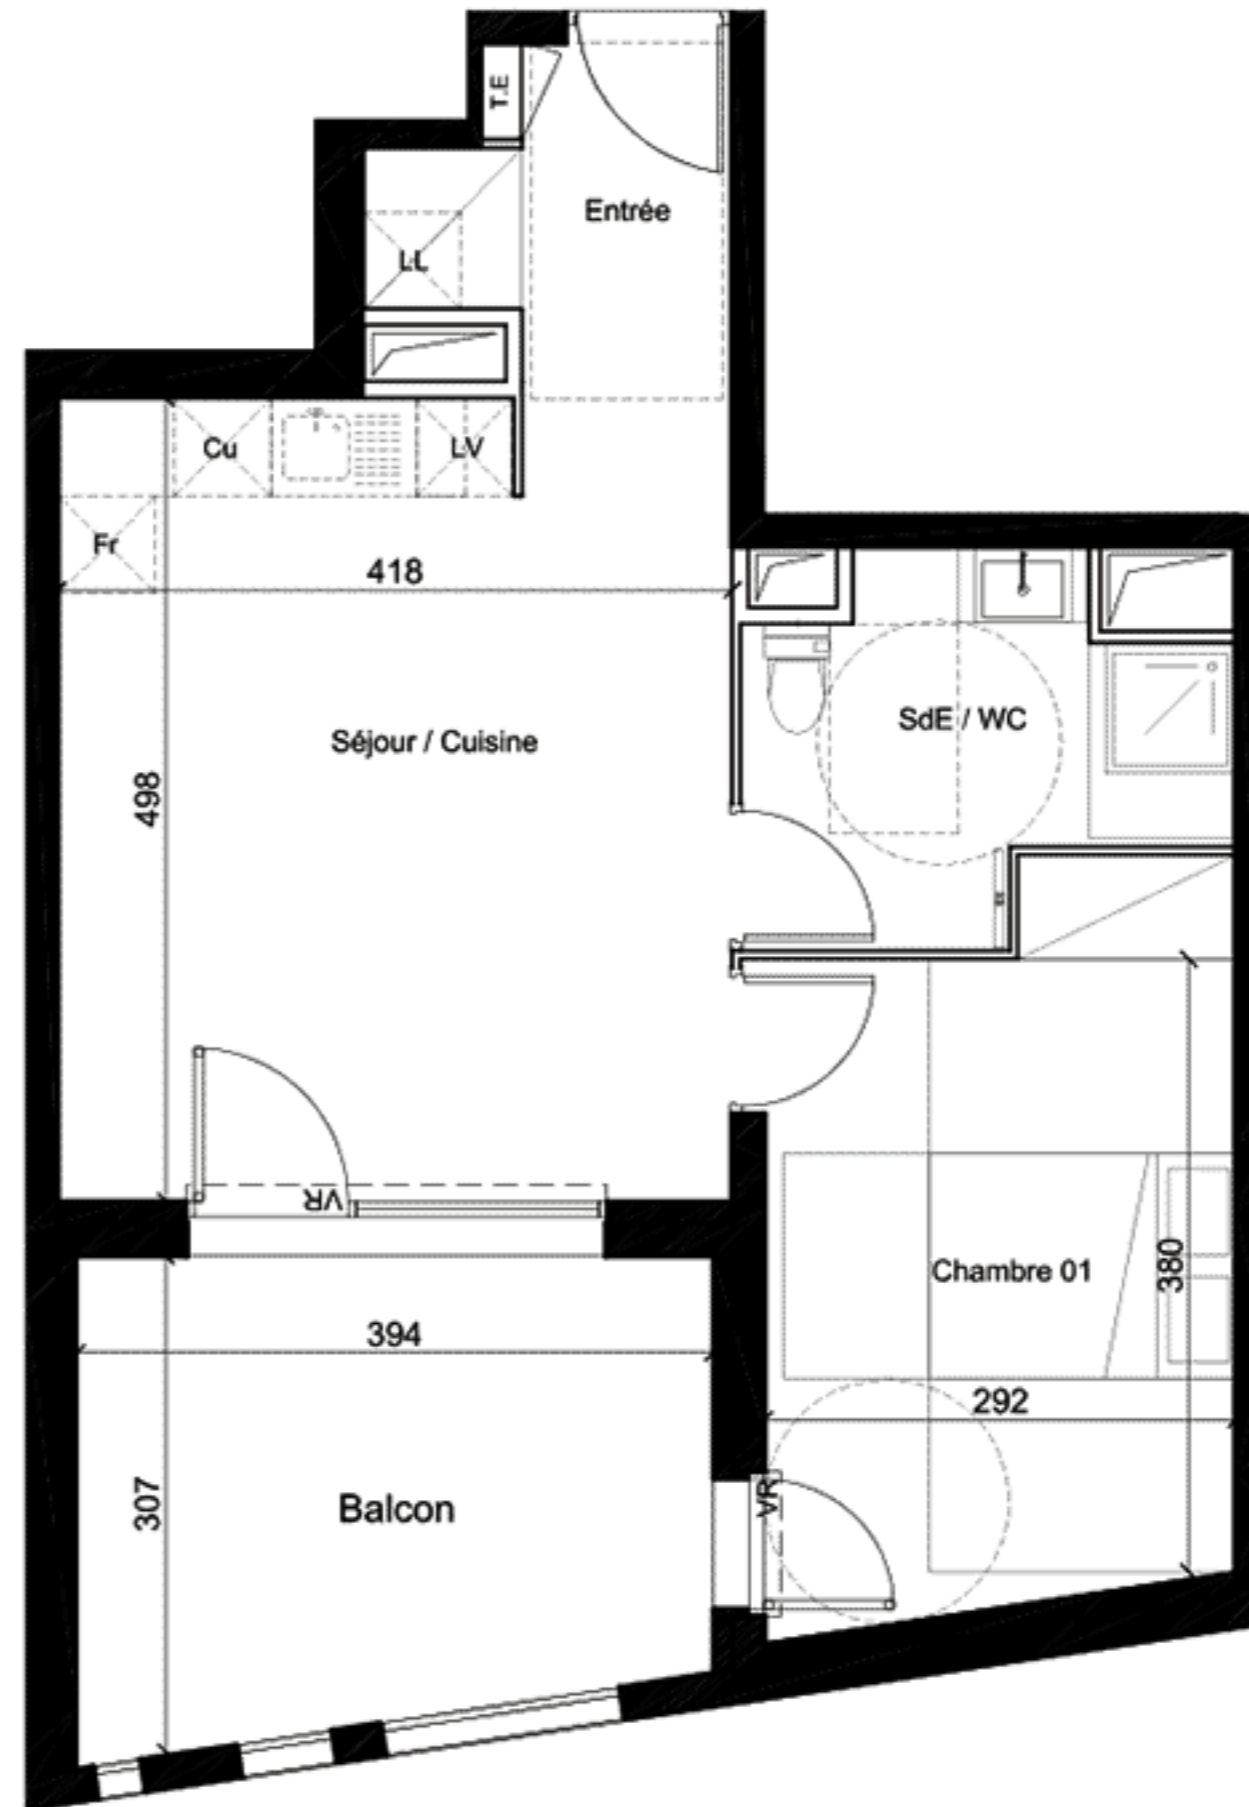 T.E
Entrée
LL
Cu
LV
Fr
418
SdE / WC
Séjour / Cuisine
498
VR
Chambre 01
380
394
292
307
Balcon
VR